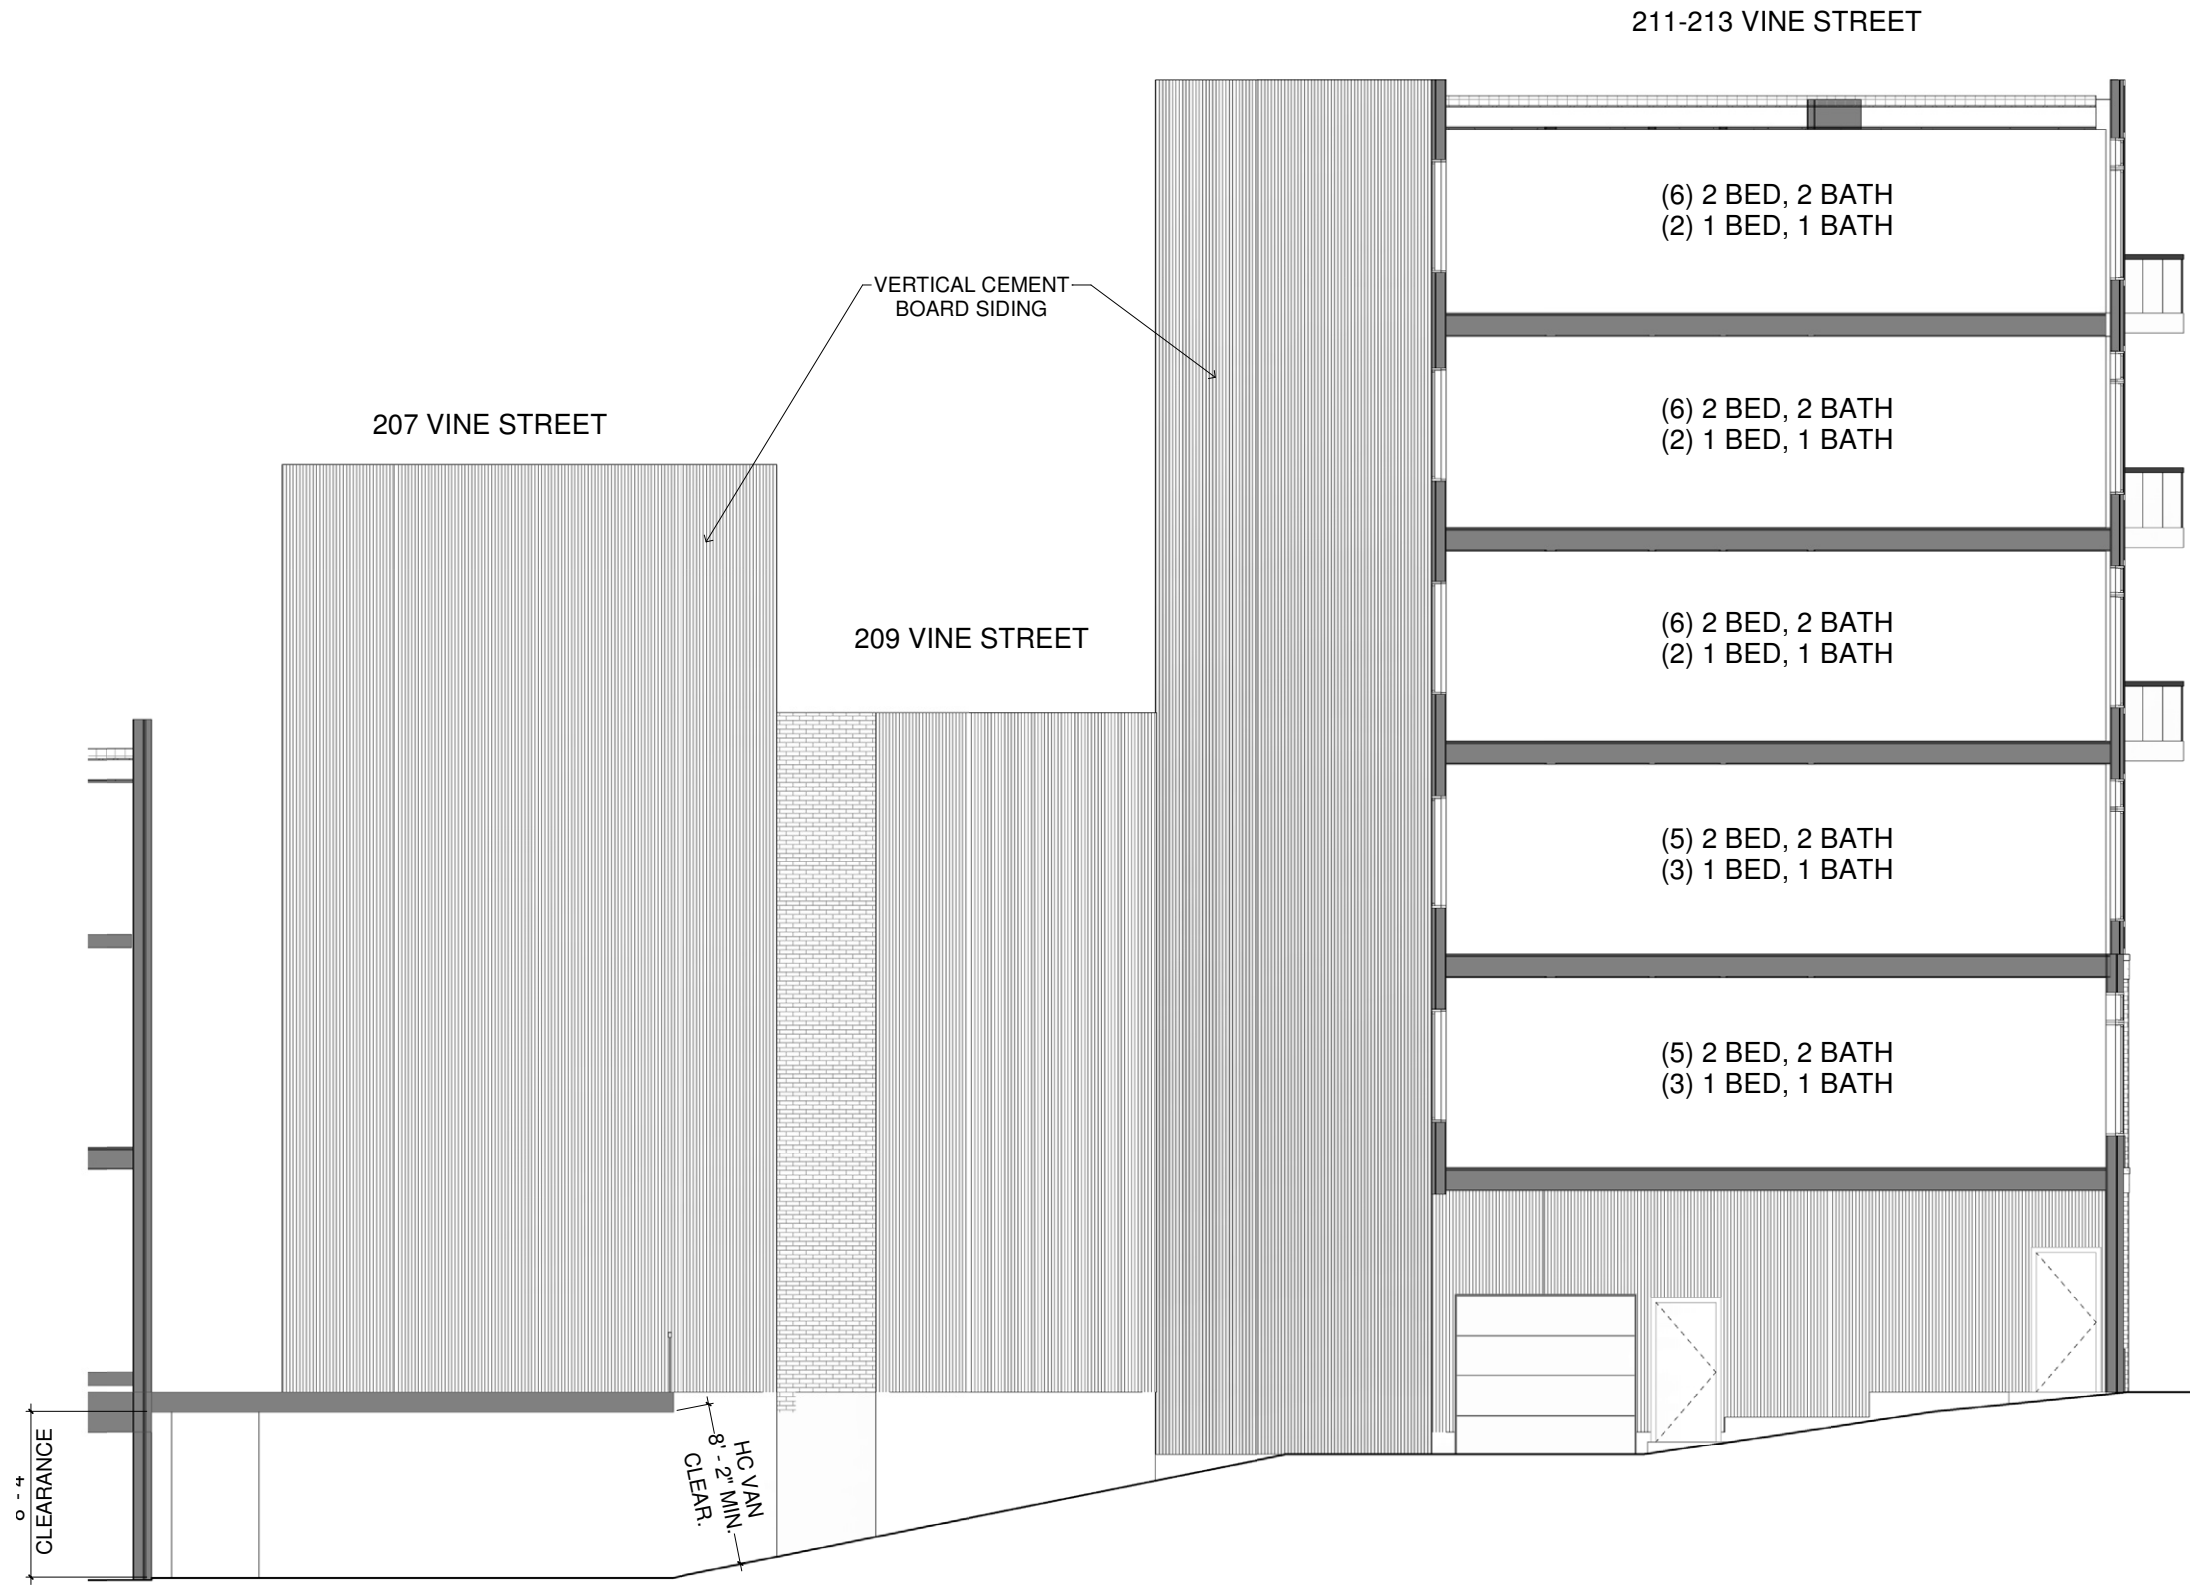 211-213 VINE STREET
(6) 2 BED, 2 BATH
(2) 1 BED, 1 BATH
VERTICAL CEMENT
BOARD SIDING
(6) 2 BED, 2 BATH
(2) 1 BED, 1 BATH
207 VINE STREET
209 VINE STREET
(6) 2 BED, 2 BATH
(2) 1 BED, 1 BATH
(5) 2 BED, 2 BATH
(3) 1 BED, 1 BATH
(5) 2 BED, 2 BATH
(3) 1 BED, 1 BATH
CLEARANCE
HC VAN
8' - 2" MIN.
CLEAR.